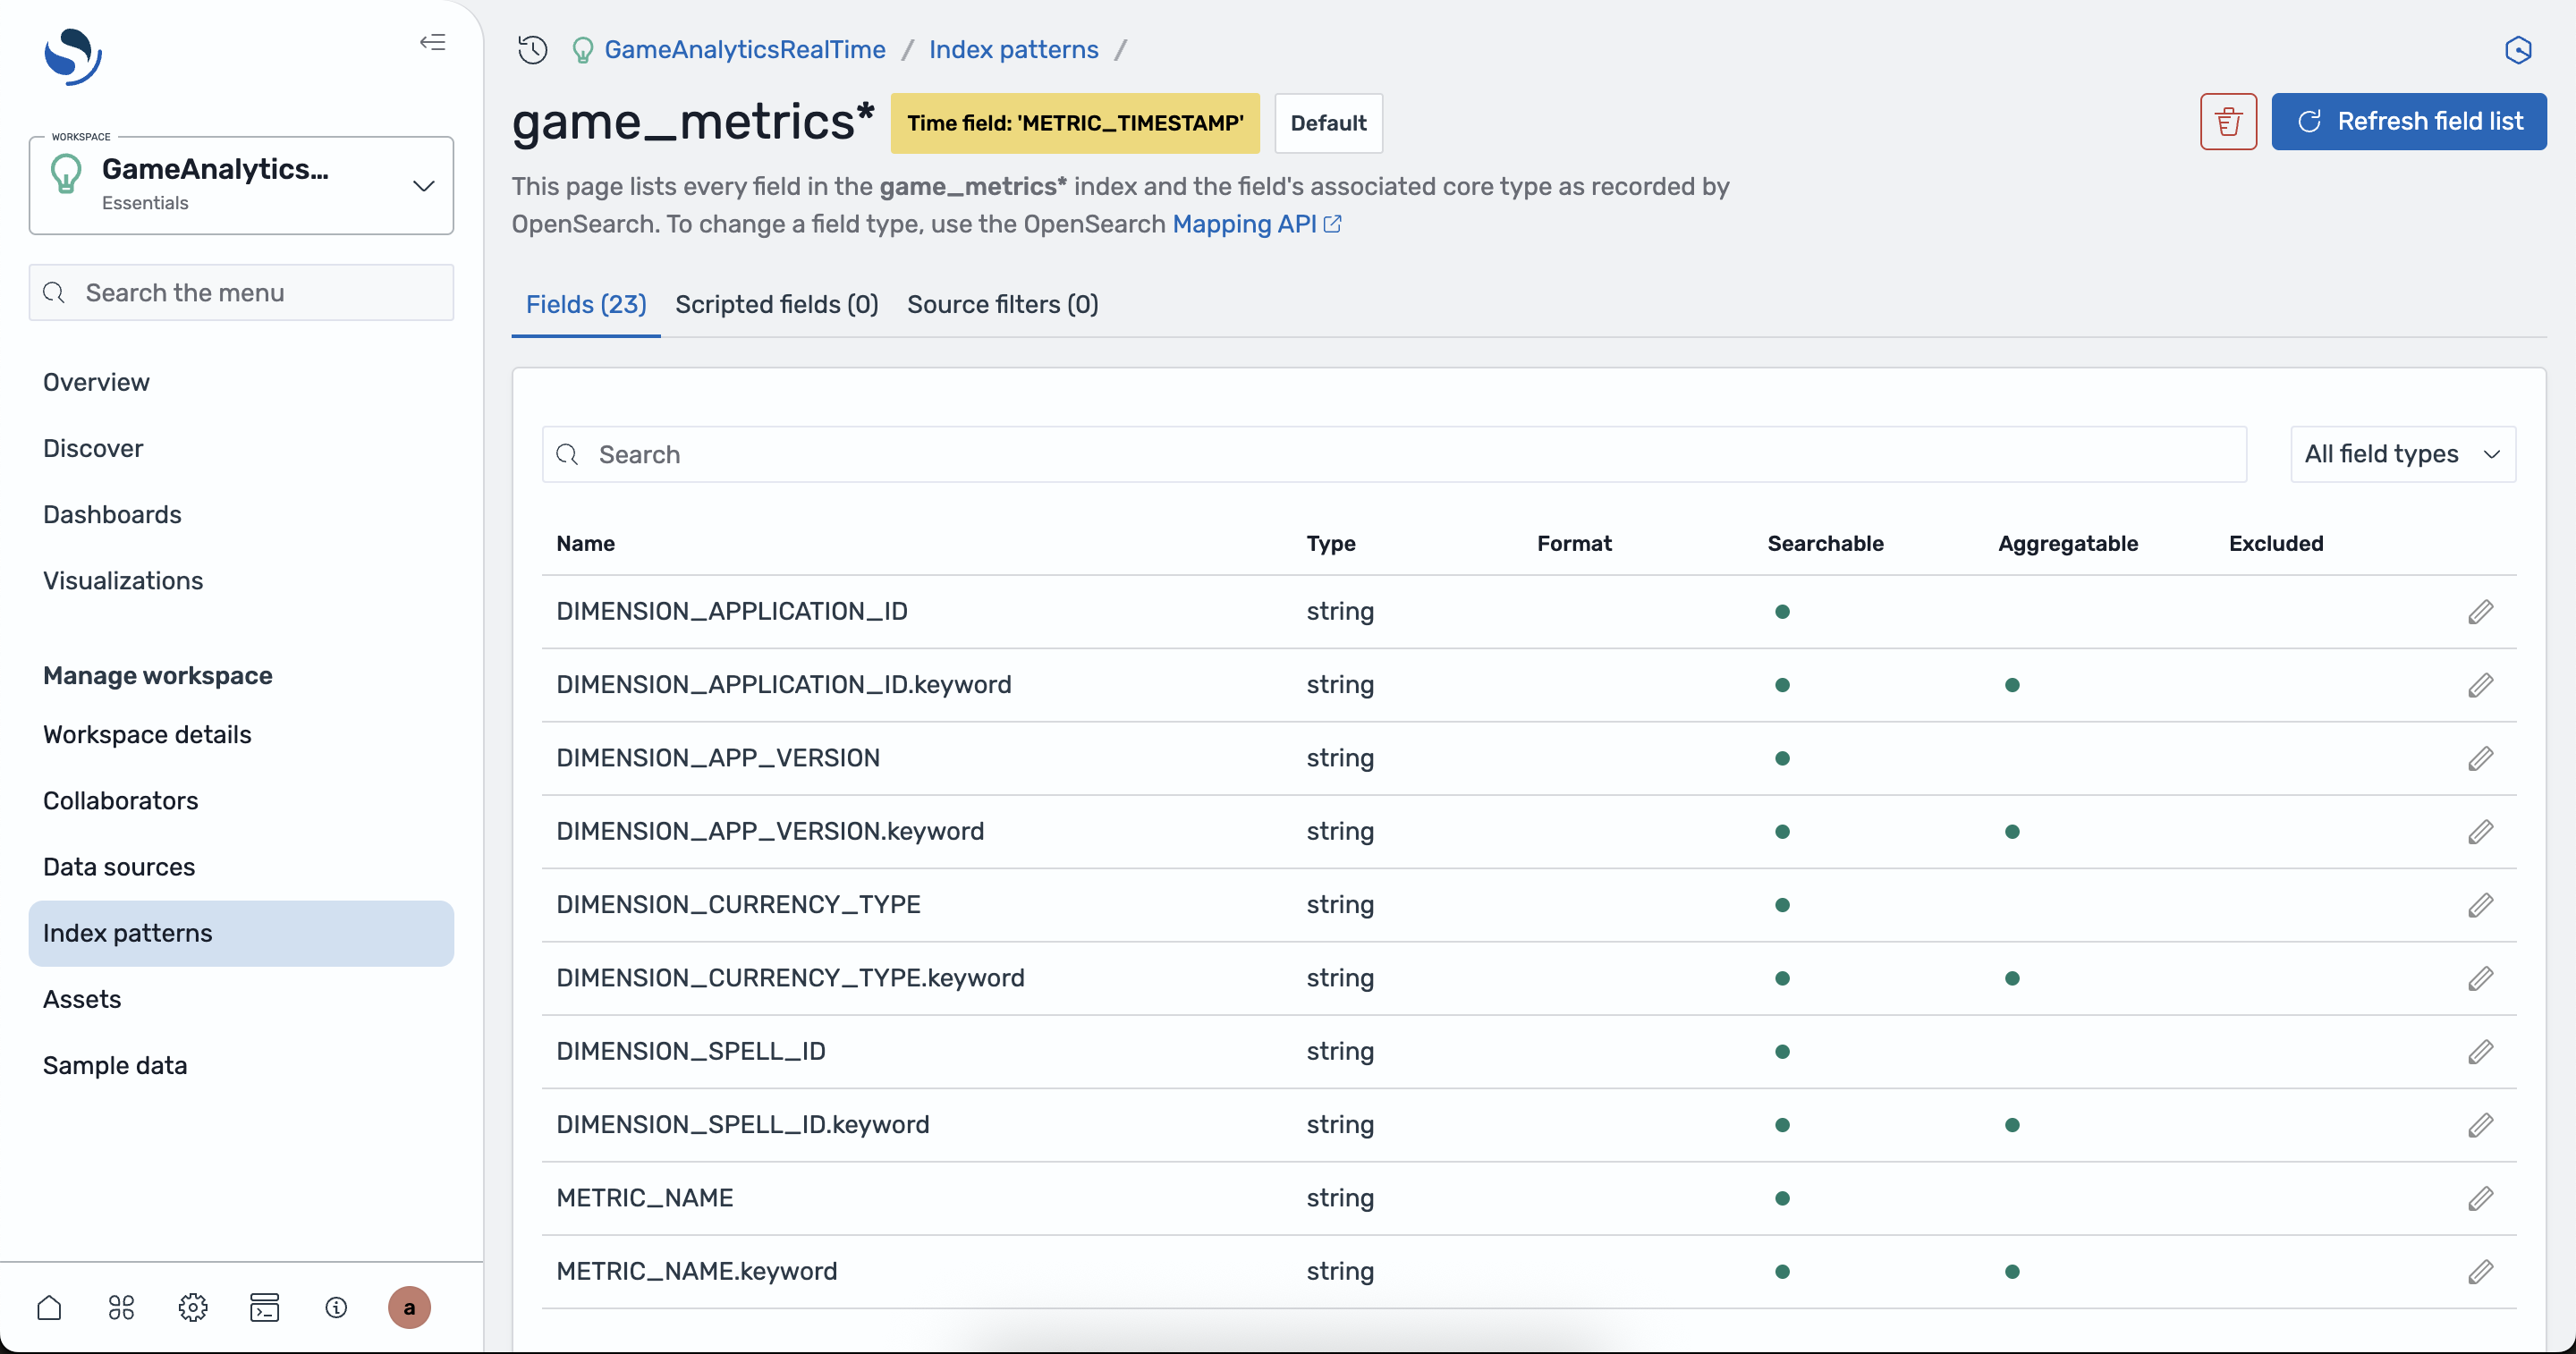 WORKSPACE
GameAnalytics...
Essentials
Search the menu
Overview
Discover
Dashboards
Visualizations
Manage workspace
Workspace details
Collaborators
Data sources
Index patterns
Assets
Sample data
a
GameAnalyticsRealTime / Index patterns /
game_metrics* Time field: 'METRIC_TIMESTAMP' Default
Refresh field list
This page lists every field in the game_metrics* index and the field's associated core type as recorded by
OpenSearch. To change a field type, use the OpenSearch Mapping API
Fields (23) Scripted fields (0) Source filters (0)
Search All field types
Name Type Format Searchable Aggregatable Excluded
DIMENSION_APPLICATION_ID string
DIMENSION_APPLICATION_ID.keyword string
DIMENSION_APP_VERSION string
DIMENSION_APP_VERSION.keyword string
DIMENSION_CURRENCY_TYPE string
DIMENSION_CURRENCY_TYPE.keyword string
DIMENSION_SPELL_ID string
DIMENSION_SPELL_ID.keyword string
METRIC_NAME string
METRIC_NAME.keyword string